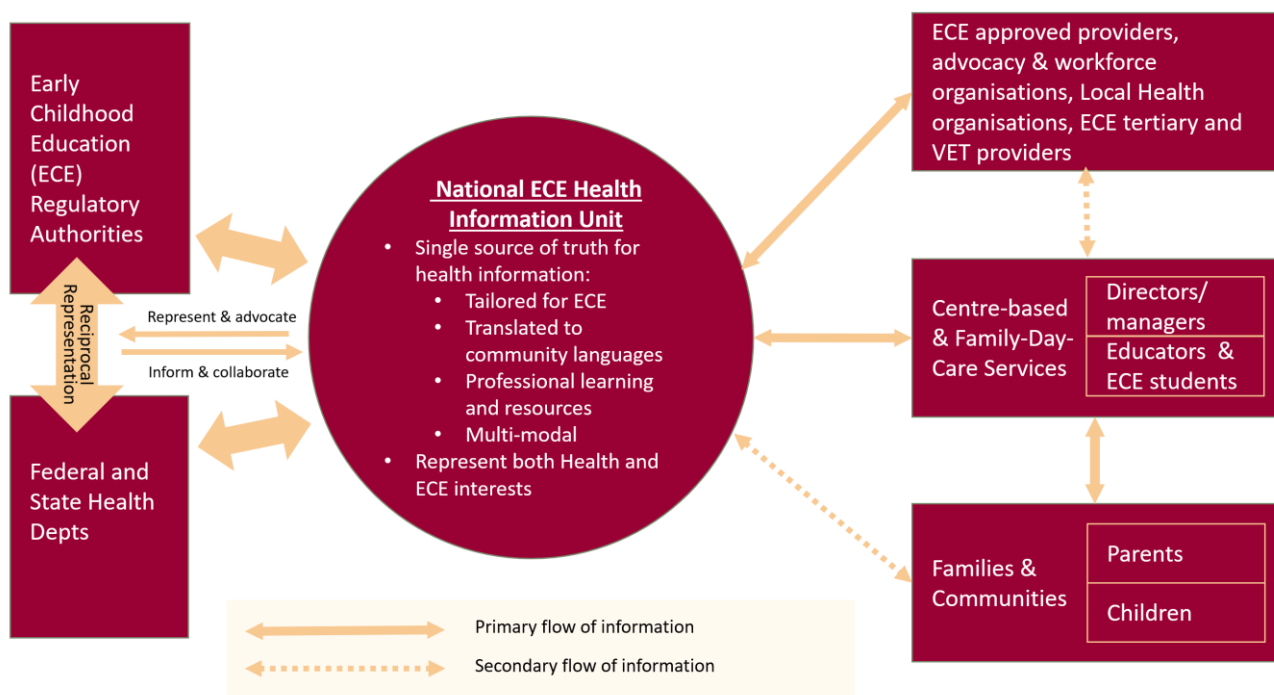 Early
Childhood
Education
(ECE)
Regulatory
Authorities
Reciprocal
Representation
Federal and
State Health
Depts
Represent & advocate
Inform & collaborate
National ECE Health
Information Unit
• Single source of truth for
health information:
• Tailored for ECE
• Translated to
community languages
• Professional learning
and resources
• Multi-modal
• Represent both Health and
ECE interests
ECE approved providers,
advocacy & workforce
organisations, Local Health
organisations, ECE tertiary and
VET providers
Centre-based
& Family-Day-
Care Services
Directors/
managers
Educators &
ECE students
Families &
Communities
Parents
Children
Primary flow of information
Secondary flow of information